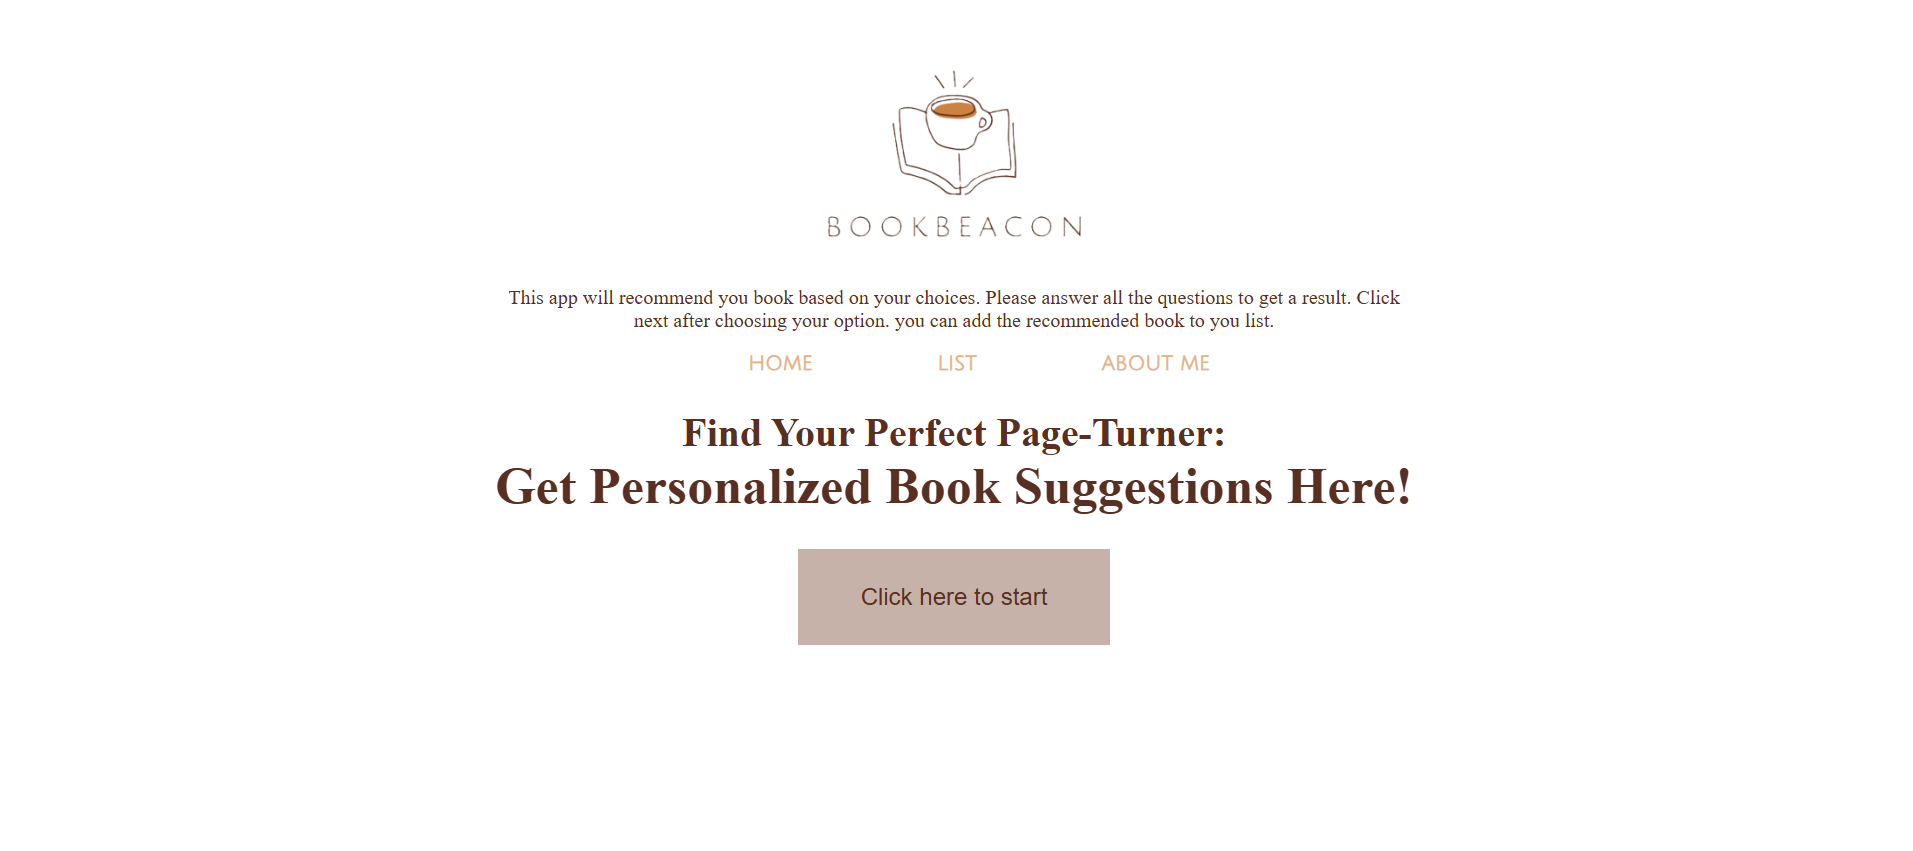 BOOKBEACON
This app will recommend you book based on your choices. Please answer all the questions to get a result. Click
next after choosing your option. you can add the recommended book to you list.
HOME LIST ABOUT ME
Find Your Perfect Page-Turner:
Get Personalized Book Suggestions Here!
Click here to start